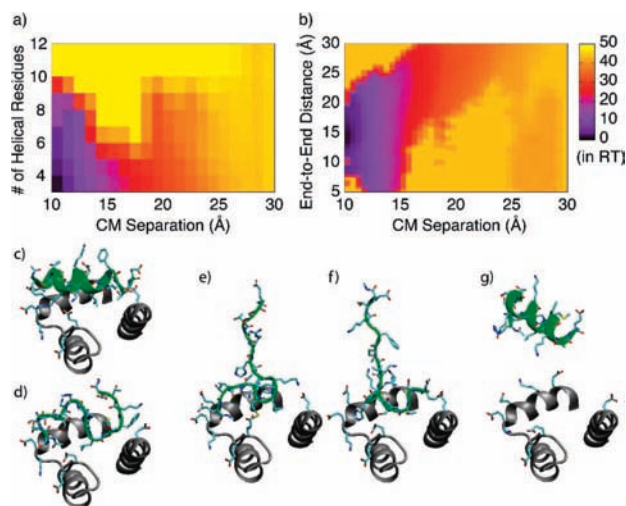 a)
b)
# of Helical Residues
12
10
8
6
4
10 15 20 25 30
CM Separation (Å)
End-to-End Distance (Å)
30
25
20
15
10
5
10 15 20 25 30
CM Separation (Å)
50
40
30
20
10
0
(in RT)
c)
d)
e)
f)
g)